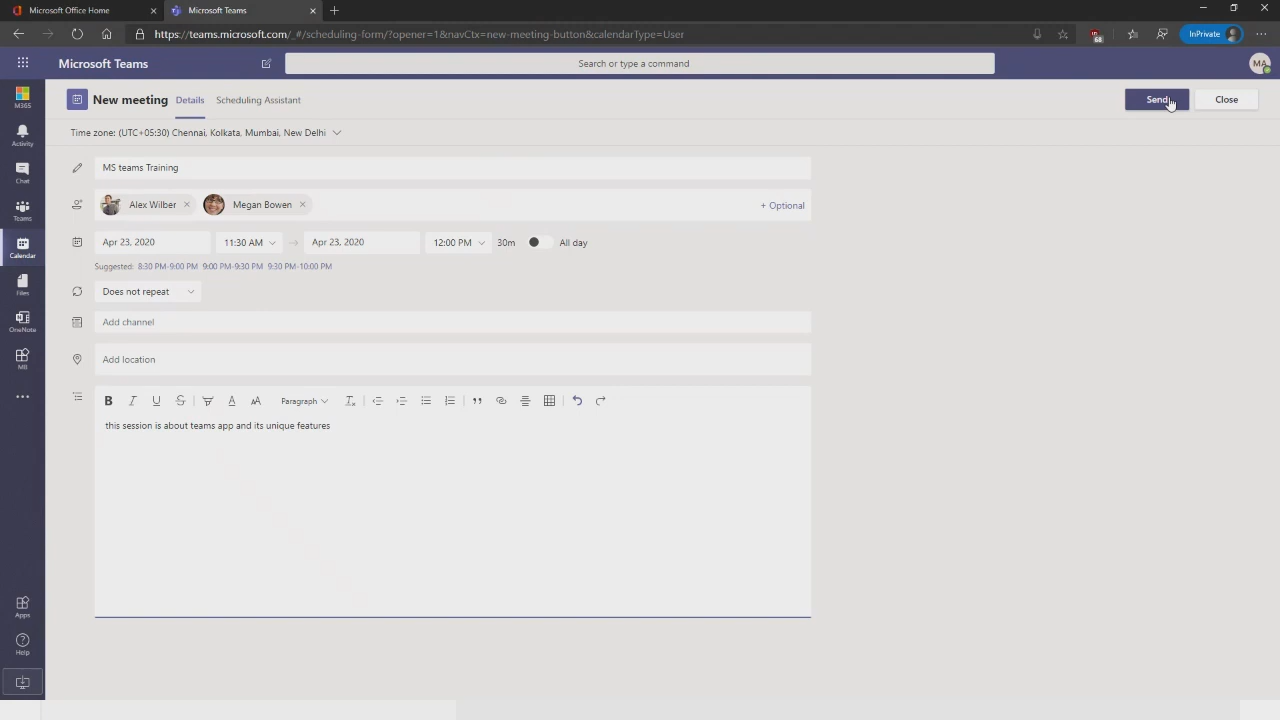 Microsoft Office Home
Microsoft Teams
https://teams.microsoft.com/_#/scheduling-form/?opener=1&navCtx=new-meeting-button&calendarType=User
68
InPrivate
Microsoft Teams
Search or type a command
MA
M365
Activity
Chat
Teams
Calendar
Files
OneNote
MB
Apps
Help
New meeting
Details
Scheduling Assistant
Send
Close
Time zone: (UTC+05:30) Chennai, Kolkata, Mumbai, New Delhi
MS teams Training
Alex Wilber
Megan Bowen
+ Optional
Apr 23, 2020
11:30 AM
Apr 23, 2020
12:00 PM
30m
All day
Suggested: 8:30 PM-9:00 PM 9:00 PM-9:30 PM 9:30 PM-10:00 PM
Does not repeat
Add channel
Add location
Paragraph
this session is about teams app and its unique features